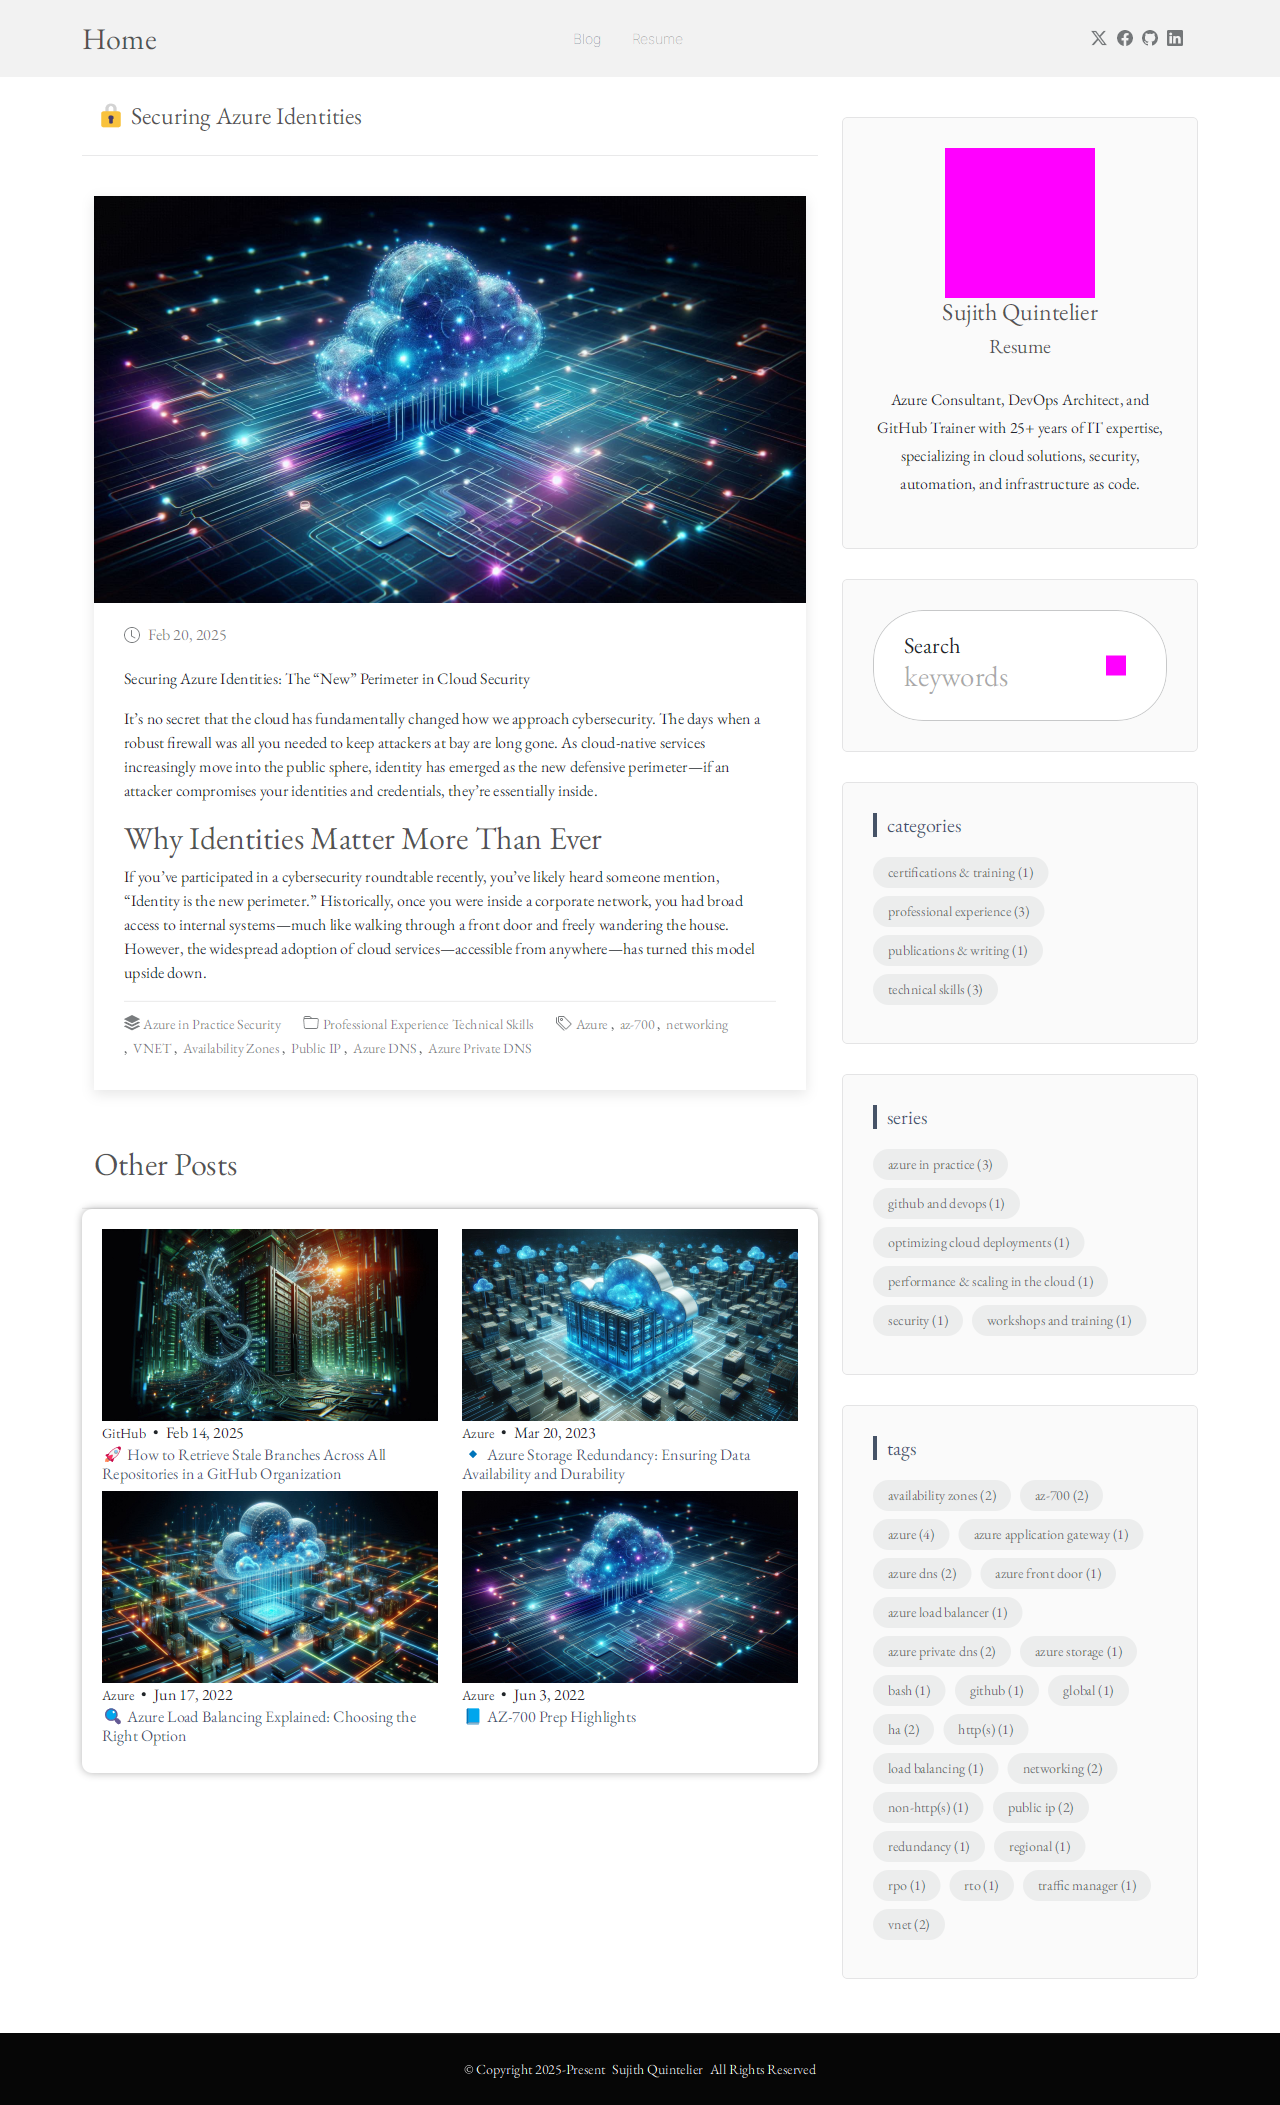 Home
Blog
Resume
Securing Azure Identities
Feb 20, 2025
Securing Azure Identities: The “New” Perimeter in Cloud Security
It’s no secret that the cloud has fundamentally changed how we approach cybersecurity. The days when a
robust firewall was all you needed to keep attackers at bay are long gone. As cloud-native services
increasingly move into the public sphere, identity has emerged as the new defensive perimeter—if an
attacker compromises your identities and credentials, they’re essentially inside.
Why Identities Matter More Than Ever
If you’ve participated in a cybersecurity roundtable recently, you’ve likely heard someone mention,
“Identity is the new perimeter.” Historically, once you were inside a corporate network, you had broad
access to internal systems—much like walking through a front door and freely wandering the house.
However, the widespread adoption of cloud services—accessible from anywhere—has turned this model
upside down.
Azure in Practice Security Professional Experience Technical Skills Azure , az-700 , networking
, VNET , Availability Zones , Public IP , Azure DNS , Azure Private DNS
Other Posts
GitHub • Feb 14, 2025
How to Retrieve Stale Branches Across All
Repositories in a GitHub Organization
Azure • Mar 20, 2023
Azure Storage Redundancy: Ensuring Data
Availability and Durability
Azure • Jun 17, 2022
Azure Load Balancing Explained: Choosing the
Right Option
Azure • Jun 3, 2022
AZ-700 Prep Highlights
Sujith Quintelier
Resume
Azure Consultant, DevOps Architect, and
GitHub Trainer with 25+ years of IT expertise,
specializing in cloud solutions, security,
automation, and infrastructure as code.
Search
keywords
categories
certifications & training (1)
professional experience (3)
publications & writing (1)
technical skills (3)
series
azure in practice (3)
github and devops (1)
optimizing cloud deployments (1)
performance & scaling in the cloud (1)
security (1) workshops and training (1)
tags
availability zones (2) az-700 (2)
azure (4) azure application gateway (1)
azure dns (2) azure front door (1)
azure load balancer (1)
azure private dns (2) azure storage (1)
bash (1) github (1) global (1)
ha (2) http(s) (1)
load balancing (1) networking (2)
non-http(s) (1) public ip (2)
redundancy (1) regional (1)
rpo (1) rto (1) traffic manager (1)
vnet (2)
© Copyright 2025-Present Sujith Quintelier All Rights Reserved